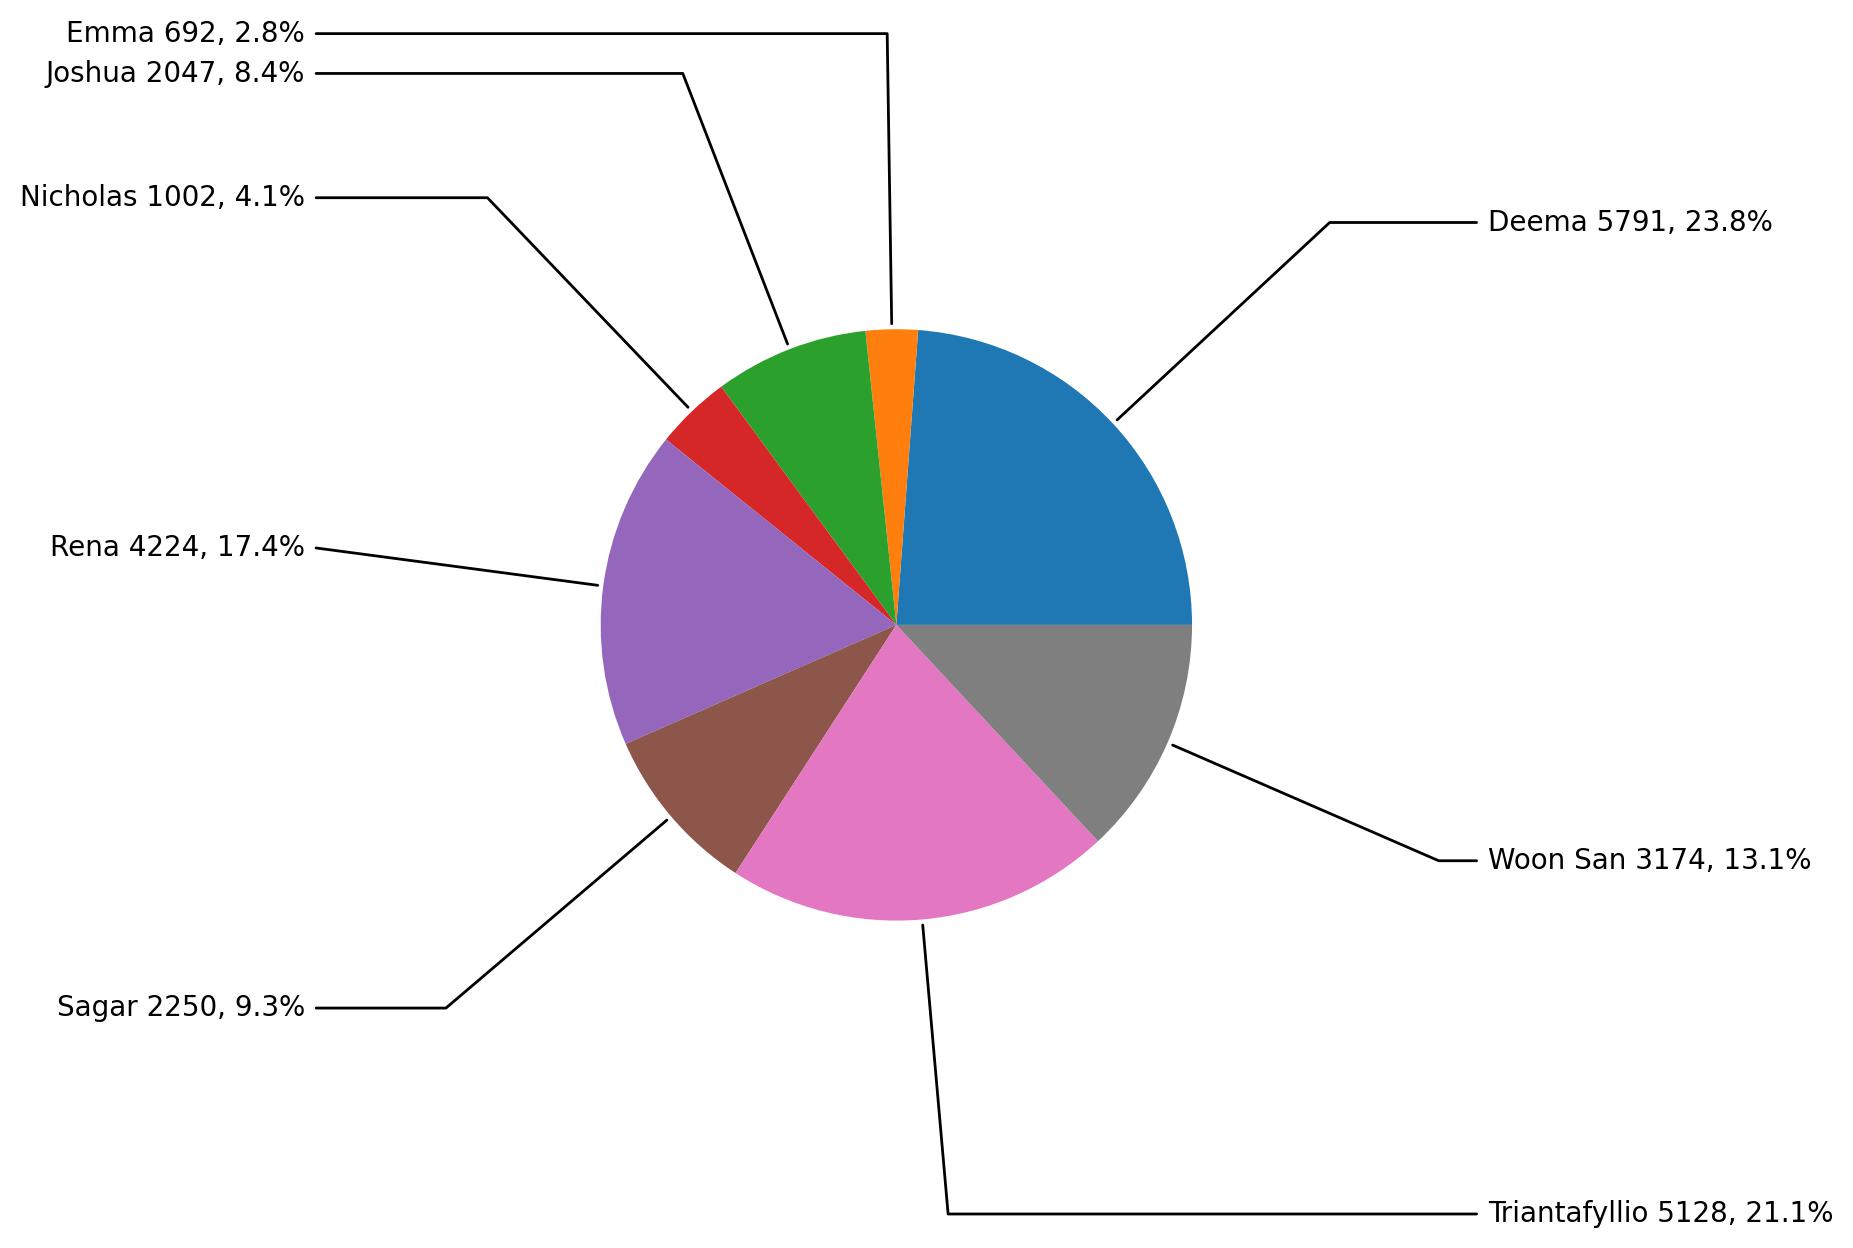 Emma 692, 2.8%
Joshua 2047, 8.4%
Nicholas 1002, 4.1%
Deema 5791, 23.8%
Rena 4224, 17.4%
Woon San 3174, 13.1%
Sagar 2250, 9.3%
Triantafyllio 5128, 21.1%